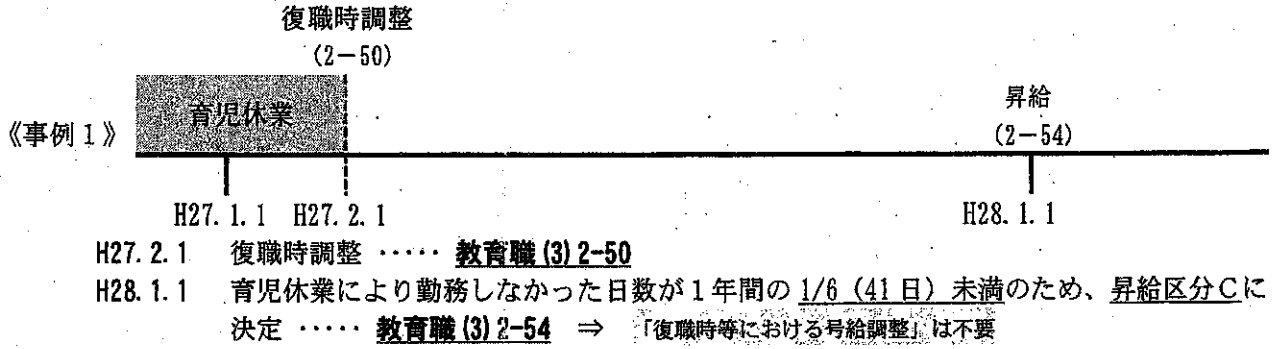 復職時調整
(2－50)
育児休業
昇給
《事例１》
(2－54)
H27. 1. 1 H27. 2. 1 H28. 1. 1
H27. 2. 1 復職時調整 ‥‥‥ 教育職(3) 2-50
H28. 1. 1 育児休業により勤務しなかった日数が１年間の 1/6（41 日）未満のため、昇給区分Ｃに
決定 ‥‥‥ 教育職(3) 2-54 ⇒ 「復職時等における号給調整」は不要